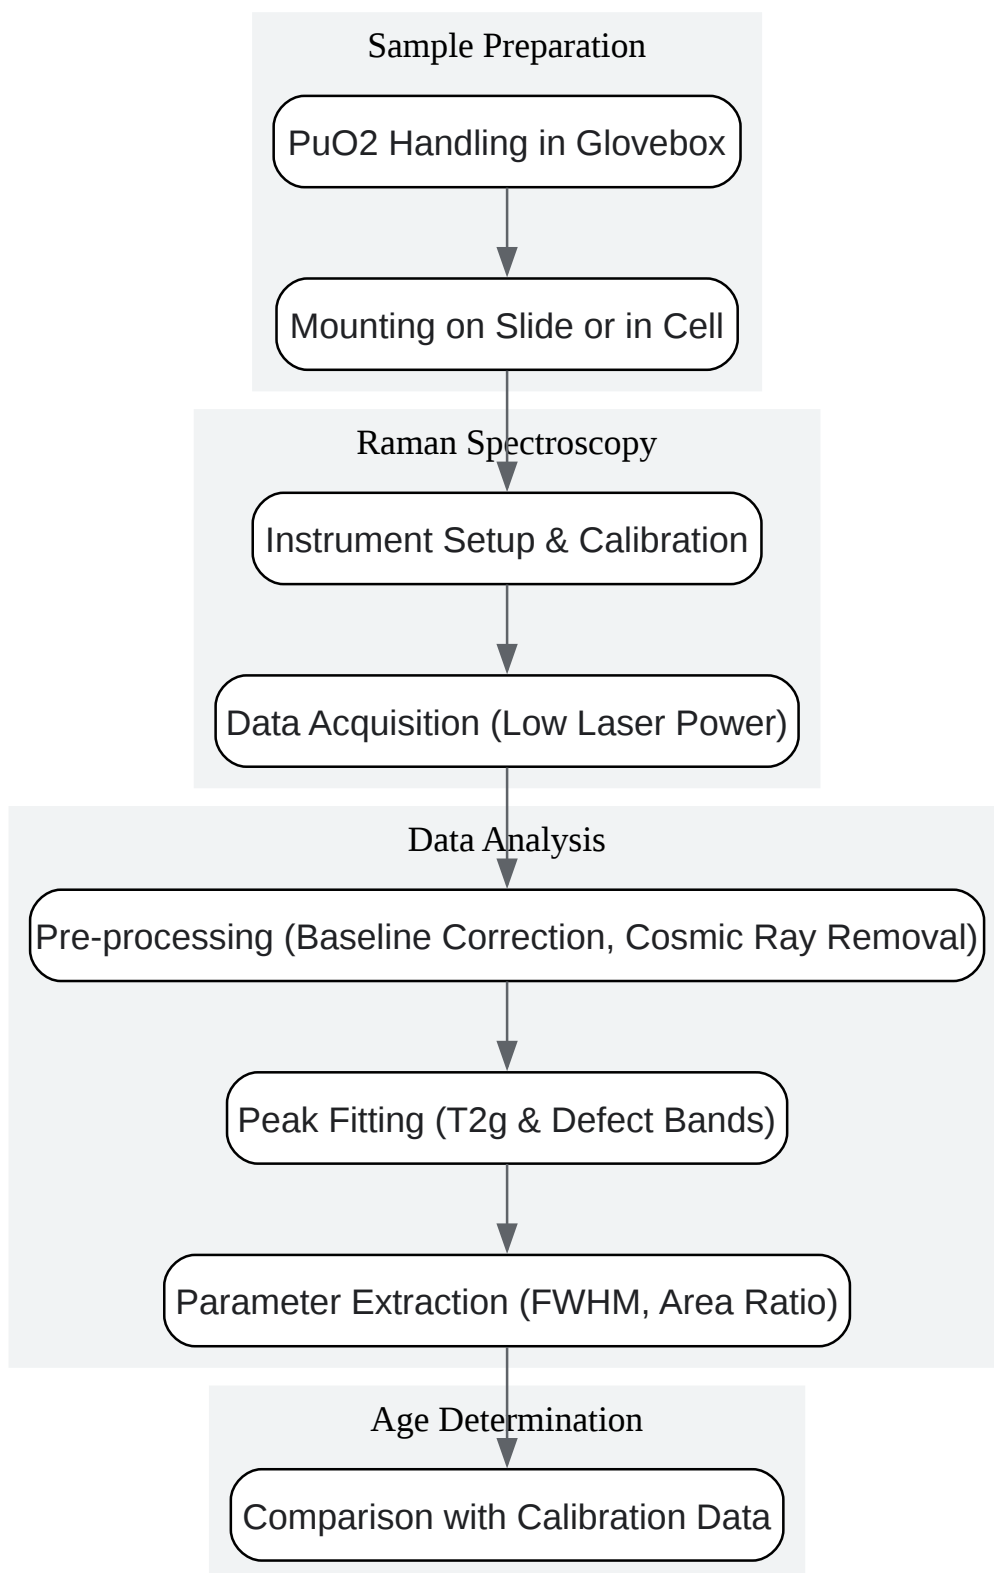 Sample Preparation
PuO2 Handling in Glovebox
Mounting on Slide or in Cell
Raman Spectroscopy
Instrument Setup & Calibration
Data Acquisition (Low Laser Power)
Data Analysis
Pre-processing (Baseline Correction, Cosmic Ray Removal)
Peak Fitting (T2g & Defect Bands)
Parameter Extraction (FWHM, Area Ratio)
Age Determination
Comparison with Calibration Data